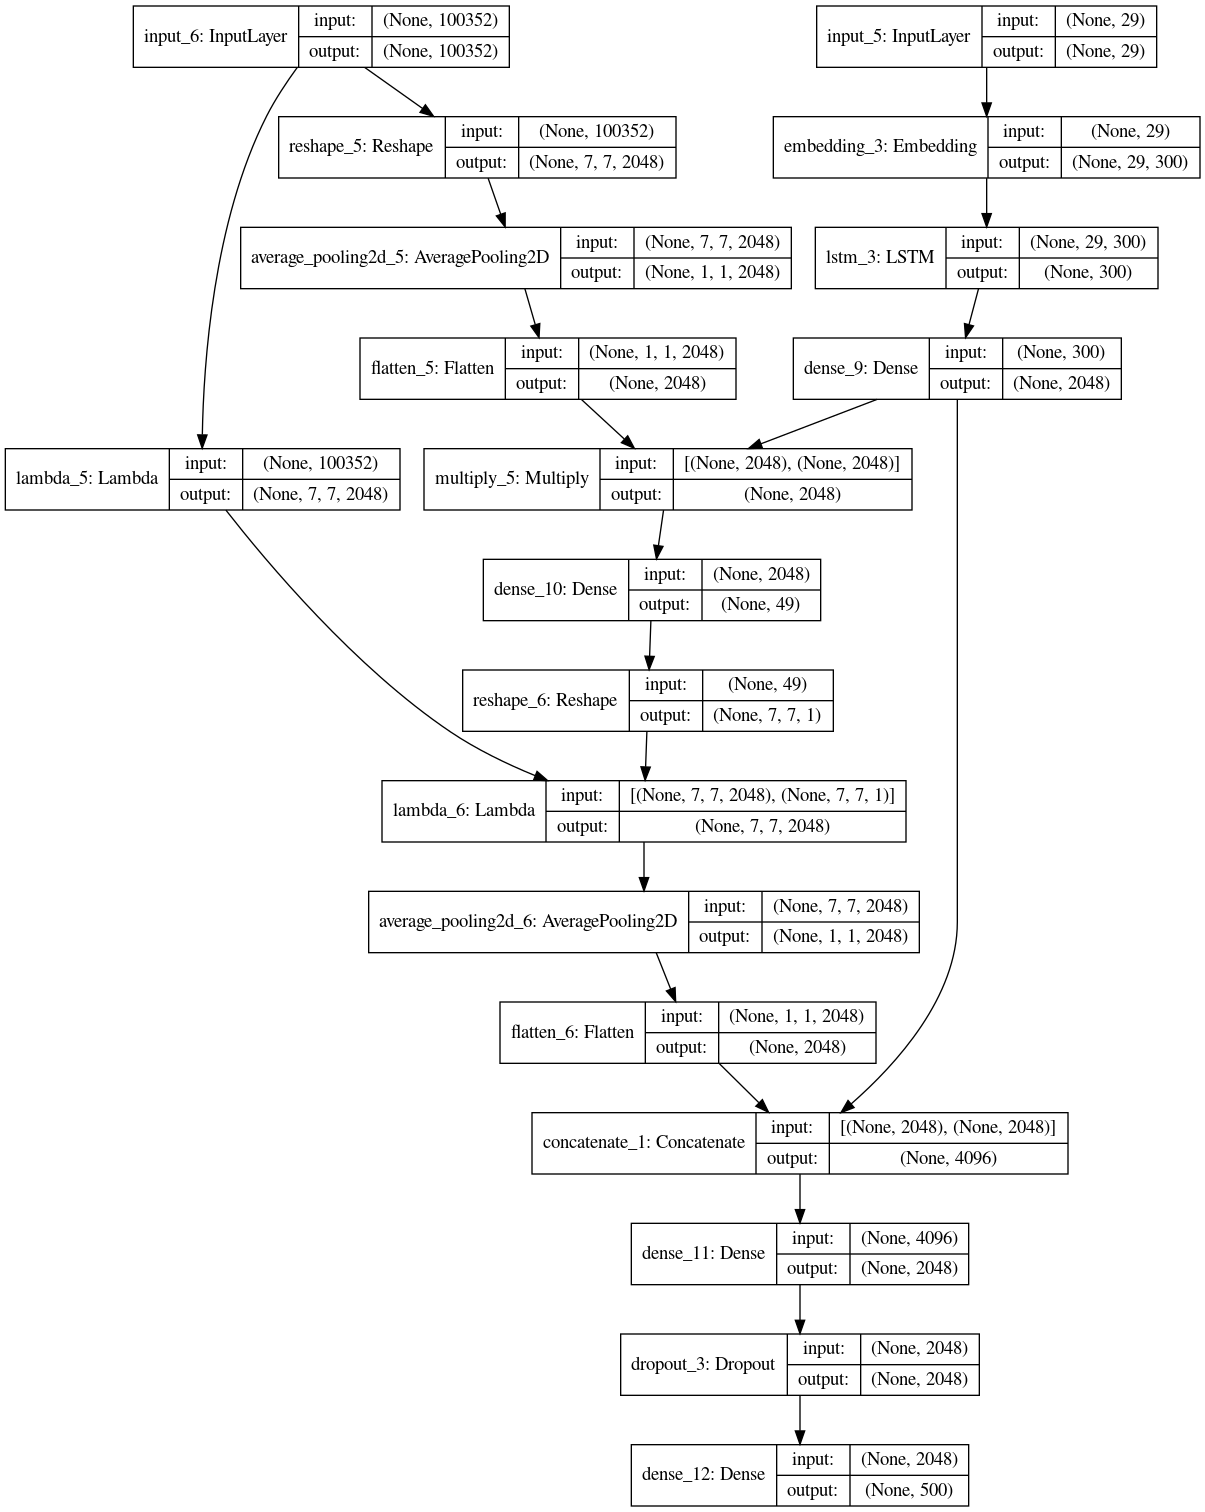 input_6: InputLayer
input: (None, 100352)
output: (None, 100352)
input_5: InputLayer
input: (None, 29)
output: (None, 29)
reshape_5: Reshape
input: (None, 100352)
output: (None, 7, 7, 2048)
embedding_3: Embedding
input: (None, 29)
output: (None, 29, 300)
average_pooling2d_5: AveragePooling2D
input: (None, 7, 7, 2048)
output: (None, 1, 1, 2048)
lstm_3: LSTM
input: (None, 29, 300)
output: (None, 300)
flatten_5: Flatten
input: (None, 1, 1, 2048)
output: (None, 2048)
dense_9: Dense
input: (None, 300)
output: (None, 2048)
lambda_5: Lambda
input: (None, 100352)
output: (None, 7, 7, 2048)
multiply_5: Multiply
input: [(None, 2048), (None, 2048)]
output: (None, 2048)
dense_10: Dense
input: (None, 2048)
output: (None, 49)
reshape_6: Reshape
input: (None, 49)
output: (None, 7, 7, 1)
lambda_6: Lambda
input: [(None, 7, 7, 2048), (None, 7, 7, 1)]
output: (None, 7, 7, 2048)
average_pooling2d_6: AveragePooling2D
input: (None, 7, 7, 2048)
output: (None, 1, 1, 2048)
flatten_6: Flatten
input: (None, 1, 1, 2048)
output: (None, 2048)
concatenate_1: Concatenate
input: [(None, 2048), (None, 2048)]
output: (None, 4096)
dense_11: Dense
input: (None, 4096)
output: (None, 2048)
dropout_3: Dropout
input: (None, 2048)
output: (None, 2048)
dense_12: Dense
input: (None, 2048)
output: (None, 500)